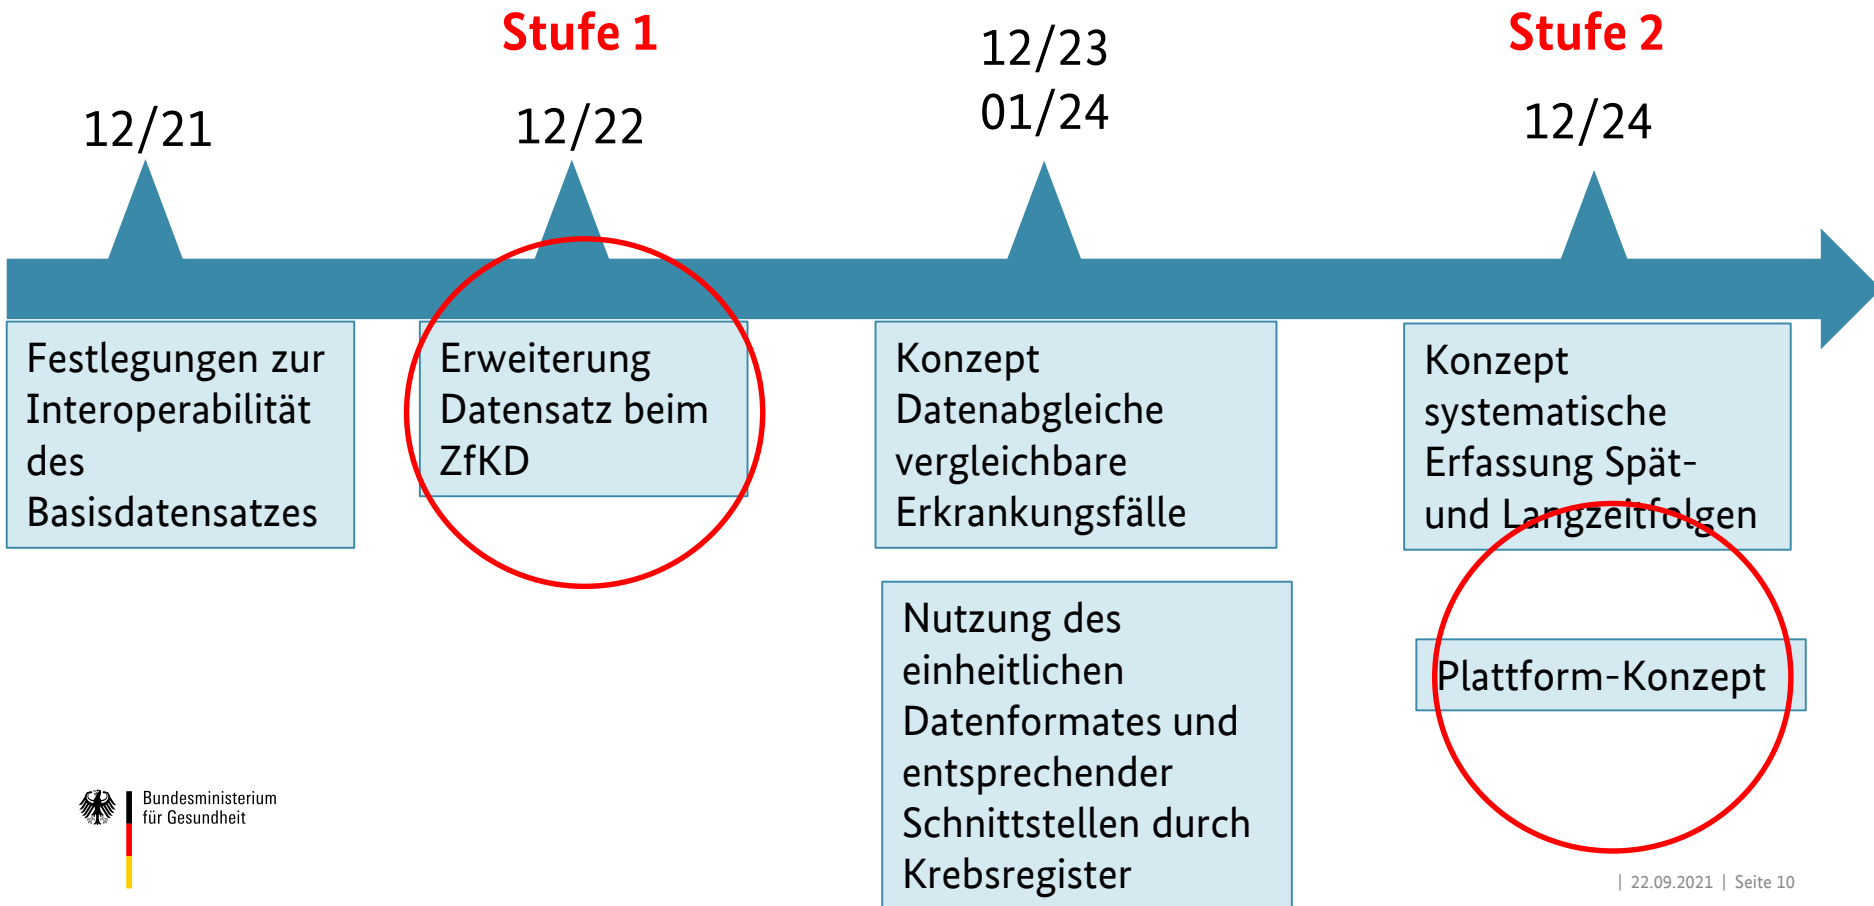 Stufe 1
Stufe 2
12/21
12/22
12/23
01/24
12/24
Festlegungen zur
Interoperabilität
des
Basisdatensatzes
Erweiterung
Datensatz beim
ZfKD
Konzept
Datenabgleiche
vergleichbare
Erkrankungsfälle
Nutzung des
einheitlichen
Datenformates und
entsprechender
Schnittstellen durch
Krebsregister
Konzept
systematische
Erfassung Spät-
und Langzeitfolgen
Plattform-Konzept
Bundesministerium
für Gesundheit
| 22.09.2021 | Seite 10